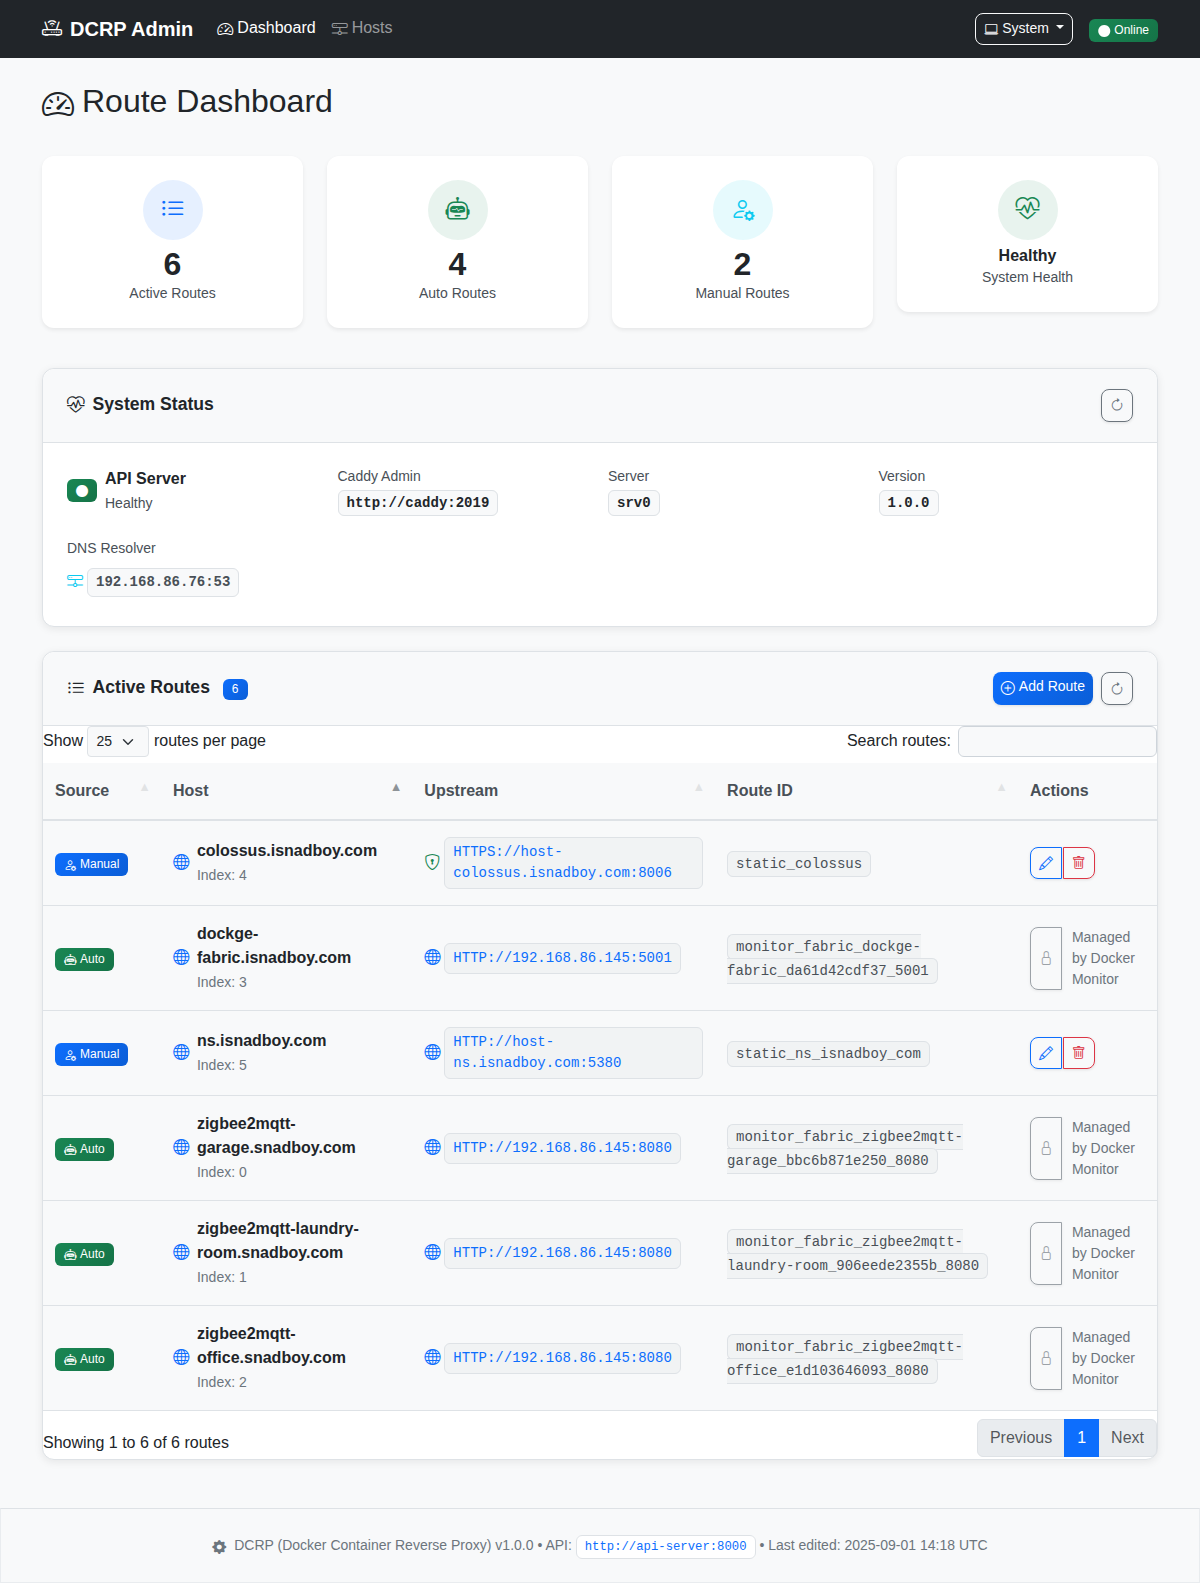 DCRP Admin Dashboard Hosts System Online
Route Dashboard
6
Active Routes
4
Auto Routes
2
Manual Routes
Healthy
System Health
System Status
API Server
Healthy
Caddy Admin
http://caddy:2019
Server
srv0
Version
1.0.0
DNS Resolver
192.168.86.76:53
Active Routes 6 Add Route
Show 25 routes per page Search routes:
Source Host Upstream Route ID Actions
Manual
colossus.isnadboy.com
Index: 4
HTTPS://host-
colossus.isnadboy.com:8006
static_colossus
Auto
dockge-
fabric.isnadboy.com
Index: 3
HTTP://192.168.86.145:5001
monitor_fabric_dockge-
fabric_da61d42cdf37_5001
Managed
by Docker
Monitor
Manual
ns.isnadboy.com
Index: 5
HTTP://host-
ns.isnadboy.com:5380
static_ns_isnadboy_com
Auto
zigbee2mqtt-
garage.snadboy.com
Index: 0
HTTP://192.168.86.145:8080
monitor_fabric_zigbee2mqtt-
garage_bbc6b871e250_8080
Managed
by Docker
Monitor
Auto
zigbee2mqtt-laundry-
room.snadboy.com
Index: 1
HTTP://192.168.86.145:8080
monitor_fabric_zigbee2mqtt-
laundry-room_906eede2355b_8080
Managed
by Docker
Monitor
Auto
zigbee2mqtt-
office.snadboy.com
Index: 2
HTTP://192.168.86.145:8080
monitor_fabric_zigbee2mqtt-
office_e1d103646093_8080
Managed
by Docker
Monitor
Showing 1 to 6 of 6 routes Previous 1 Next
DCRP (Docker Container Reverse Proxy) v1.0.0 • API: http://api-server:8000 • Last edited: 2025-09-01 14:18 UTC